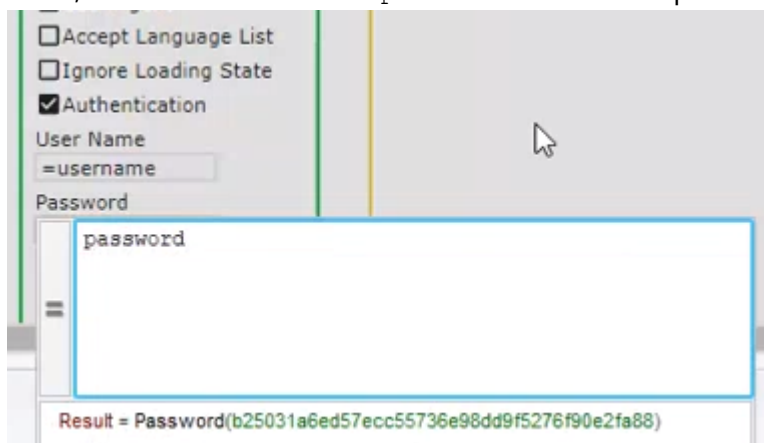 Accept Language List
Ignore Loading State
Authentication
User Name
=username
Password
password
=
Result = Password(b25031a6ed57ecc55736e98dd9f5276f90e2fa88)